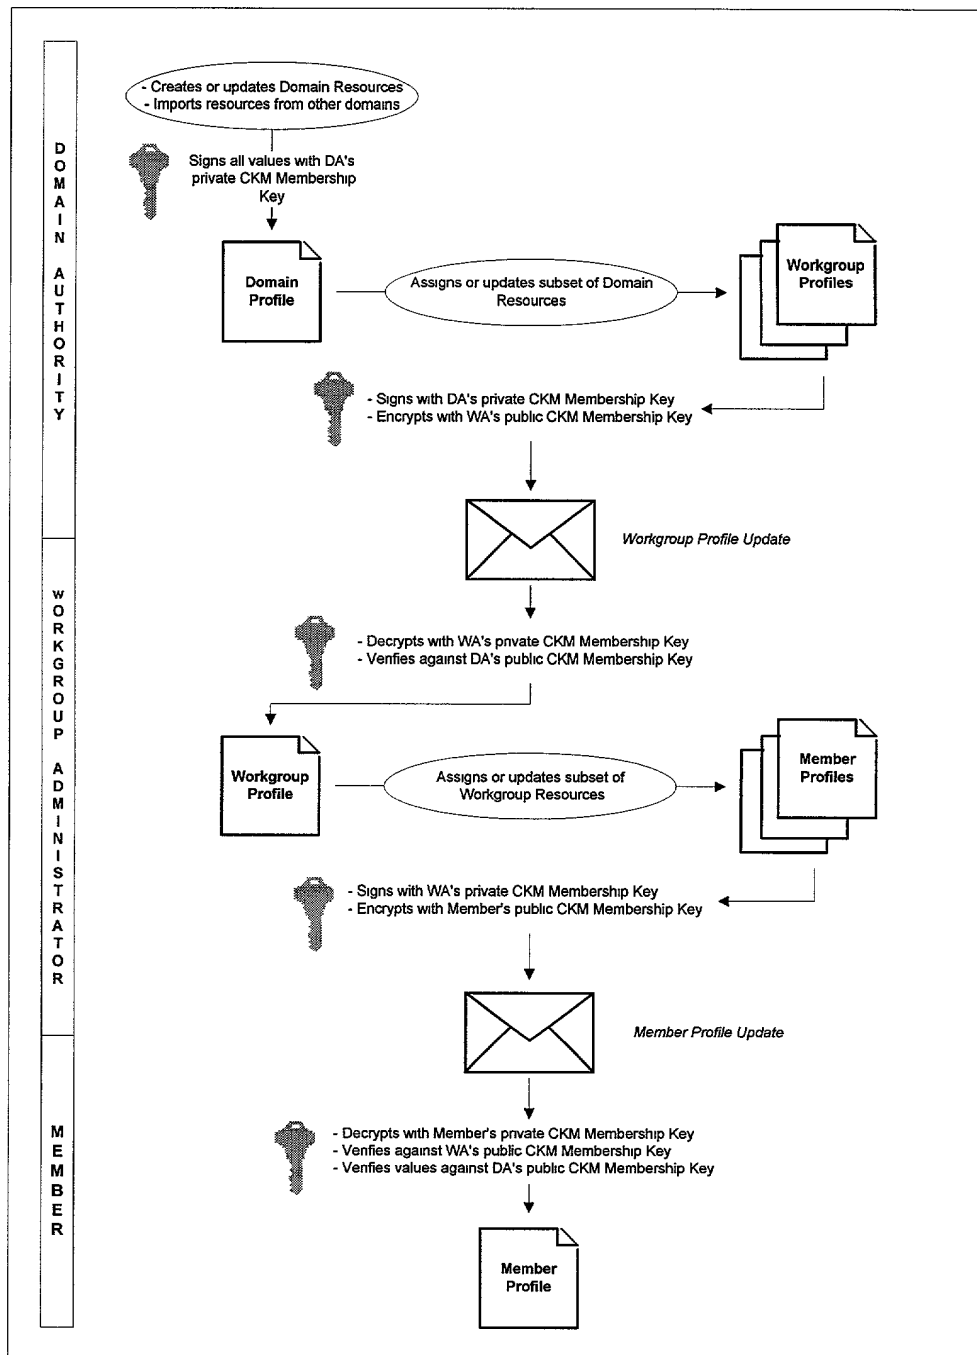 DOMAIN AUTHORITY
- Creates or updates Domain Resources
- Imports resources from other domains
Signs all values with DA's
private CKM Membership
Key
Domain
Profile
Assigns or updates subset of Domain
Resources
Workgroup
Profiles
- Signs with DA's private CKM Membership Key
- Encrypts with WA's public CKM Membership Key
Workgroup Profile Update
WORKGROUP ADMINISTRATOR
- Decrypts with WA's private CKM Membership Key
- Verifies against DA's public CKM Membership Key
Workgroup
Profile
Assigns or updates subset of
Workgroup Resources
Member
Profiles
- Signs with WA's private CKM Membership Key
- Encrypts with Member's public CKM Membership Key
Member Profile Update
MEMBER
- Decrypts with Member's private CKM Membership Key
- Verifies against WA's public CKM Membership Key
- Verifies values against DA's public CKM Membership Key
Member
Profile